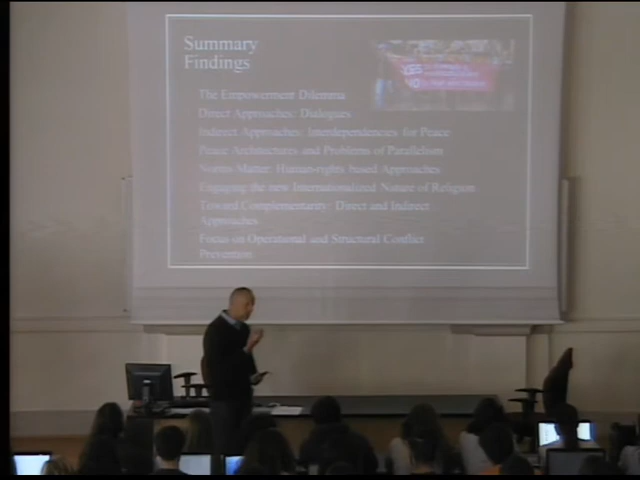 Summary
Findings
The Empowerment Dilemma
Direct Approaches: Dialogues
Indirect Approaches: Interdependencies for Peace
Peace Architectures and Problems of Parallelism
Norms Matter: Human-rights based Approaches
Engaging the new Internationalized Nature of Religion
Toward Complementarity: Direct and Indirect
Approaches
Focus on Operational and Structural Conflict
Prevention